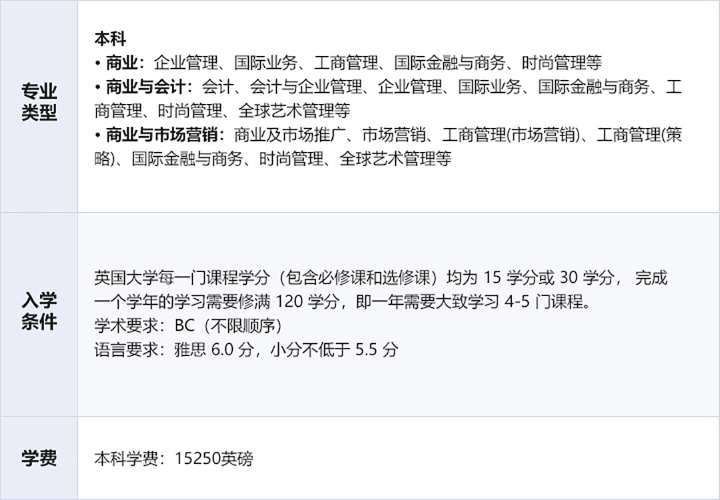 专业
类型
本科
• 商业：企业管理、国际业务、工商管理、国际金融与商务、时尚管理等
• 商业与会计：会计、会计与企业管理、企业管理、国际业务、国际金融与商务、工
商管理、时尚管理、全球艺术管理等
• 商业与市场营销：商业及市场推广、市场营销、工商管理(市场营销)、工商管理(策
略)、国际金融与商务、时尚管理、全球艺术管理等
入学
条件
英国大学每一门课程学分（包含必修课和选修课）均为 15 学分或 30 学分， 完成
一个学年的学习需要修满 120 学分，即一年需要大致学习 4-5 门课程。
学术要求：BC（不限顺序）
语言要求：雅思 6.0 分，小分不低于 5.5 分
学费
本科学费：15250英磅